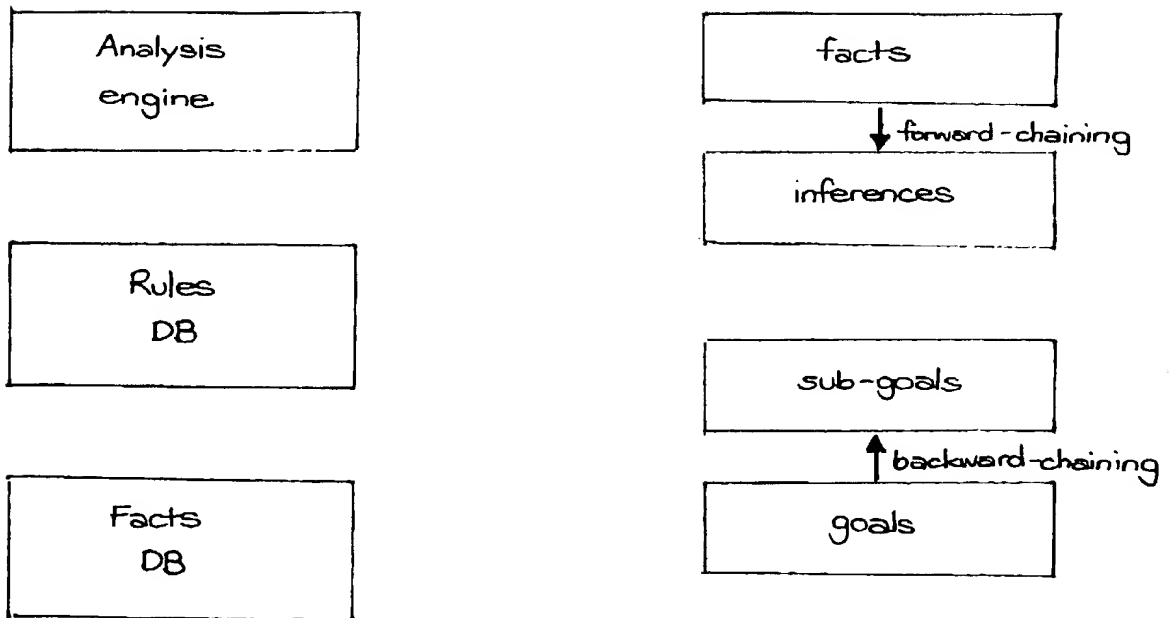 Analysis
engine
Rules
DB
Facts
DB
facts
forward-chaining
inferences
sub-goals
backward-chaining
goals